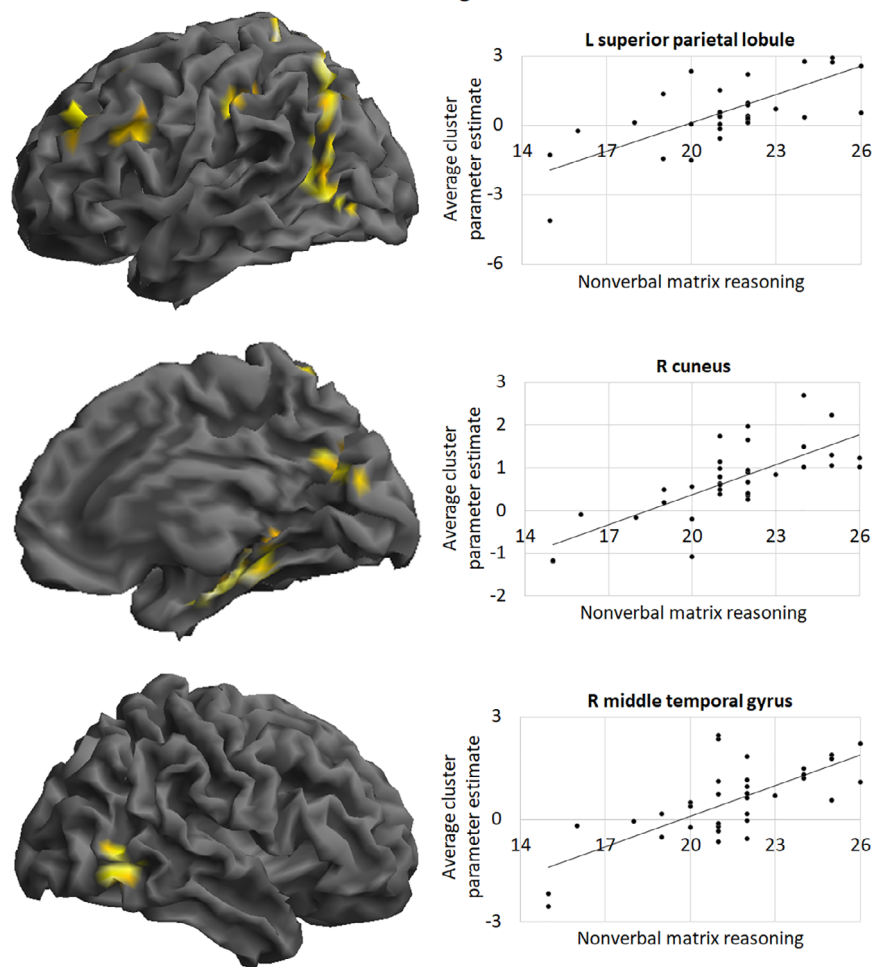 L superior parietal lobule
Average cluster
parameter estimate
3
0
-3
-6
14
17
20
23
26
Nonverbal matrix reasoning
R cuneus
Average cluster
parameter estimate
3
2
1
0
-1
-2
14
17
20
23
26
Nonverbal matrix reasoning
R middle temporal gyrus
Average cluster
parameter estimate
3
0
-3
14
17
20
23
26
Nonverbal matrix reasoning